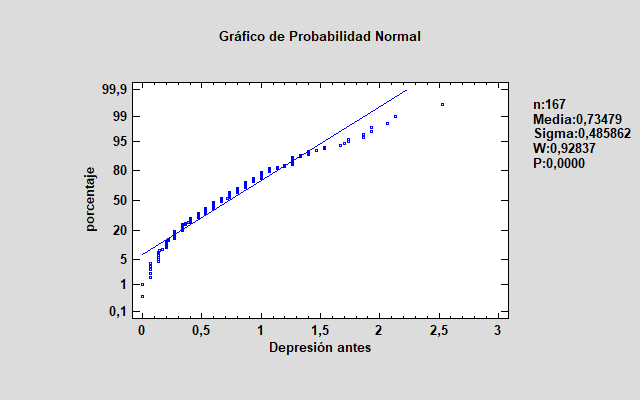 Gráfico de Probabilidad Normal
99,9
99
95
80
50
20
5
1
0,1
porcentaje
0
0,5
1
1,5
2
2,5
3
Depresión antes
n:167
Media:0,73479
Sigma:0,485862
W:0,92837
P:0,0000